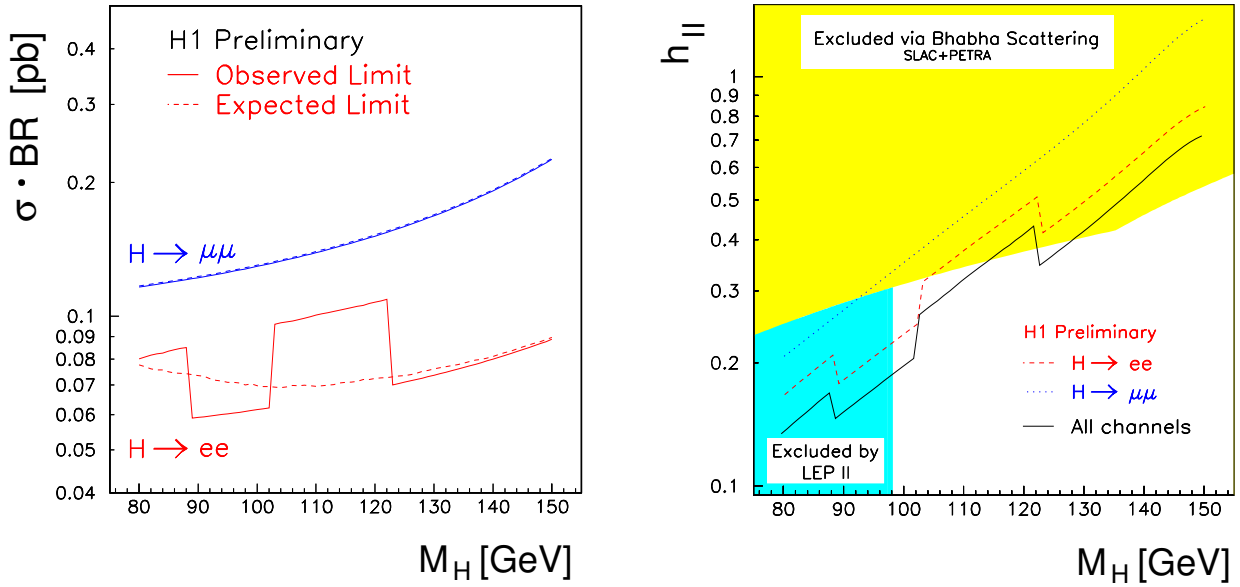 σ · BR [pb]
H1 Preliminary
Observed Limit
Expected Limit
H → μμ
H → ee
0.4
0.3
0.2
0.1
0.09
0.08
0.07
0.06
0.05
0.04
80 90 100 110 120 130 140 150
M_H [GeV]
h_ll
Excluded via Bhabha Scattering
SLAC+PETRA
1
0.9
0.8
0.7
0.6
0.5
0.4
0.3
0.2
0.1
H1 Preliminary
H → ee
H → μμ
All channels
Excluded by
LEP II
80 90 100 110 120 130 140 150
M_H [GeV]